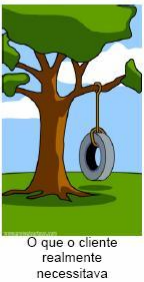 O que o cliente
realmente
necessitava